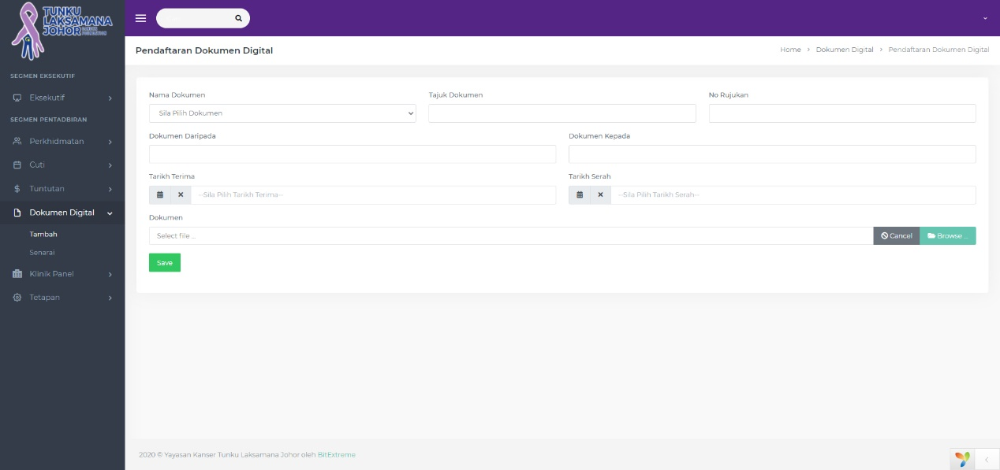 TUNKU
LAKSAMANA
JOHOR
SEGMEN EKSEKUTIF
Eksekutif
SEGMEN PENTADBIRAN
Perkhidmatan
Cuti
Tuntutan
Dokumen Digital
Tambah
Senarai
Klinik Panel
Tetapan
Pendaftaran Dokumen Digital
Home > Dokumen Digital > Pendaftaran Dokumen Digital
Nama Dokumen
Sila Pilih Dokumen
Tajuk Dokumen
No Rujukan
Dokumen Daripada
Dokumen Kepada
Tarikh Terima
--Sila Pilih Tarikh Terima--
Tarikh Serah
--Sila Pilih Tarikh Serah--
Dokumen
Select file ...
Cancel
Browse ...
Save
2020 © Yayasan Kanser Tunku Laksamana Johor oleh BitExtreme